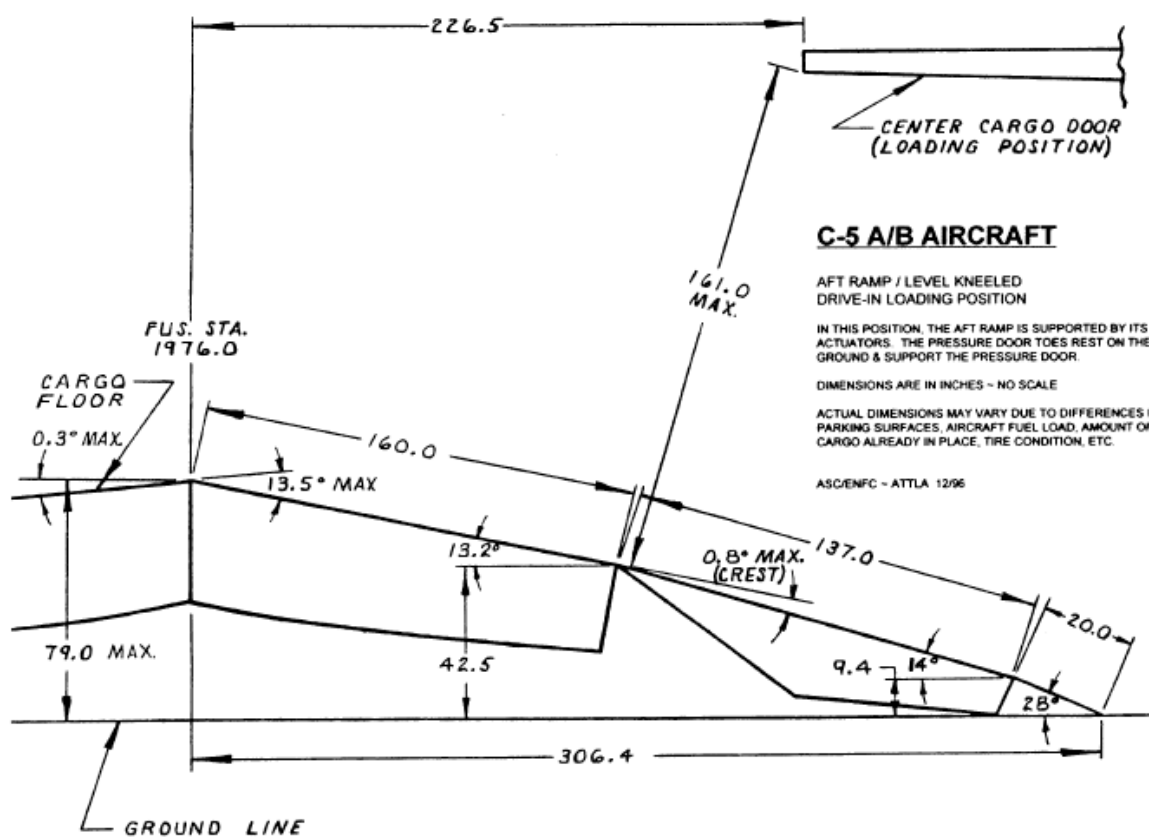 226.5
CENTER CARGO DOOR
(LOADING POSITION)
C-5 A/B AIRCRAFT
AFT RAMP / LEVEL KNEELED
DRIVE-IN LOADING POSITION
IN THIS POSITION, THE AFT RAMP IS SUPPORTED BY ITS
ACTUATORS. THE PRESSURE DOOR TOES REST ON THE
GROUND & SUPPORT THE PRESSURE DOOR.
DIMENSIONS ARE IN INCHES ~ NO SCALE
ACTUAL DIMENSIONS MAY VARY DUE TO DIFFERENCES
PARKING SURFACES, AIRCRAFT FUEL LOAD, AMOUNT OF
CARGO ALREADY IN PLACE, TIRE CONDITION, ETC.
ASC/ENFC ~ ATTLA 12/96
161.0
MAX.
FUS. STA.
1976.0
CARGO
FLOOR
0.3° MAX.
160.0
13.5° MAX
13.2°
0.8° MAX.
(CREST)
137.0
20.0
79.0 MAX.
42.5
9.4
14°
28°
306.4
GROUND LINE